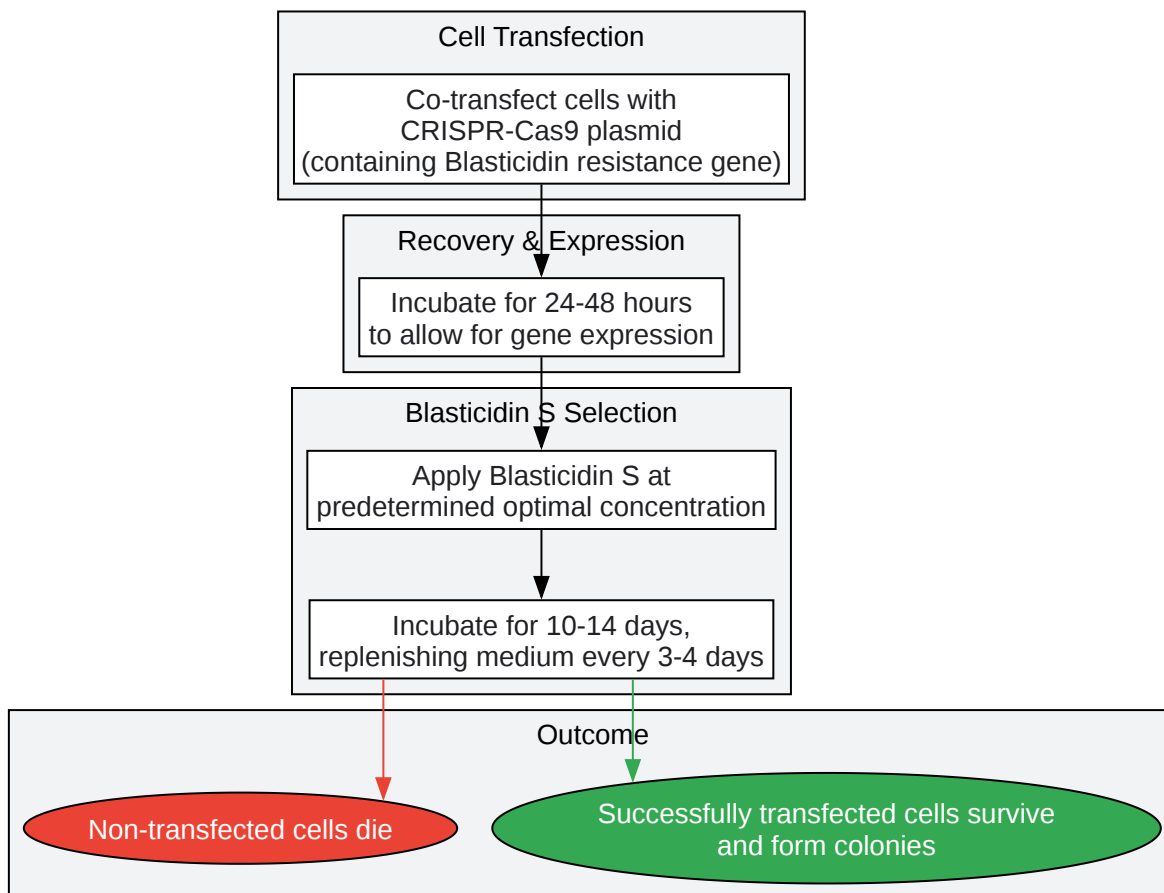 Cell Transfection
Co-transfect cells with
CRISPR-Cas9 plasmid
(containing Blasticidin resistance gene)
Recovery & Expression
Incubate for 24-48 hours
to allow for gene expression
Blasticidin S Selection
Apply Blasticidin S at
predetermined optimal concentration
Incubate for 10-14 days,
replenishing medium every 3-4 days
Outcome
Non-transfected cells die
Successfully transfected cells survive
and form colonies